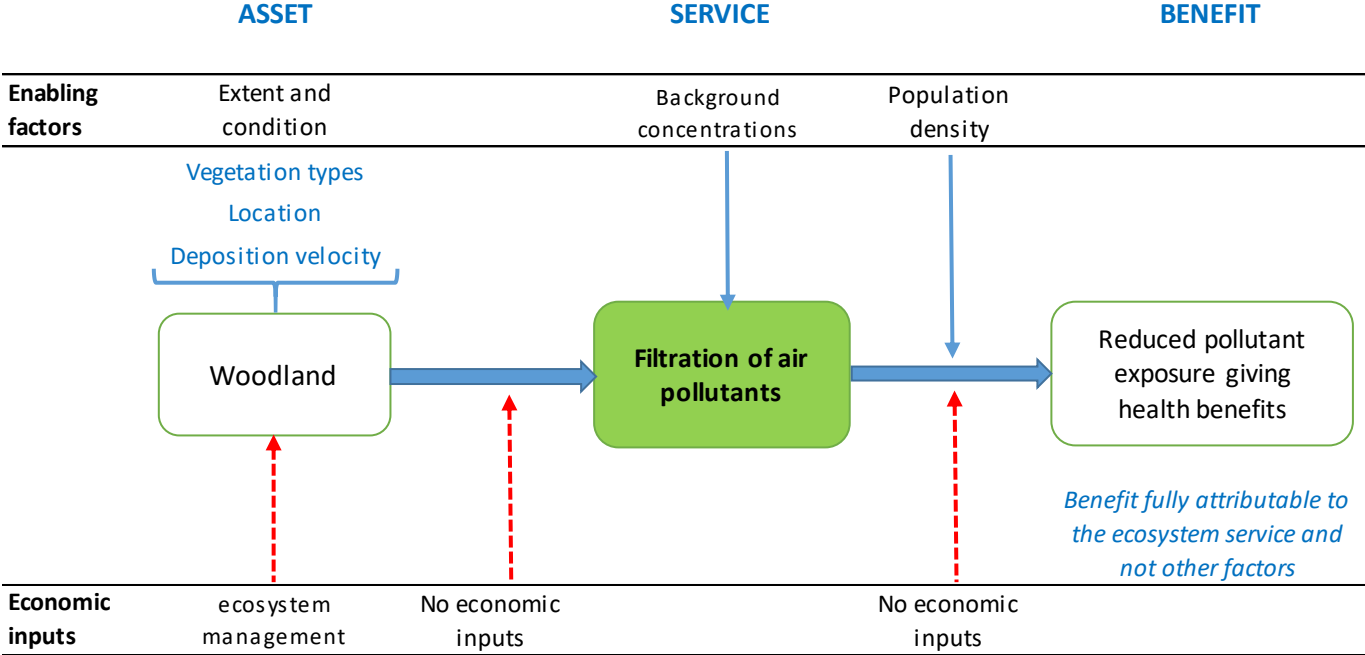 ASSET
SERVICE
BENEFIT
Enabling
factors
Extent and
condition
Background
concentrations
Population
density
Vegetation types
Location
Deposition velocity
Woodland
Filtration of air
pollutants
Reduced pollutant
exposure giving
health benefits
Benefit fully attributable to
the ecosystem service and
not other factors
Economic
inputs
ecosystem
management
No economic
inputs
No economic
inputs